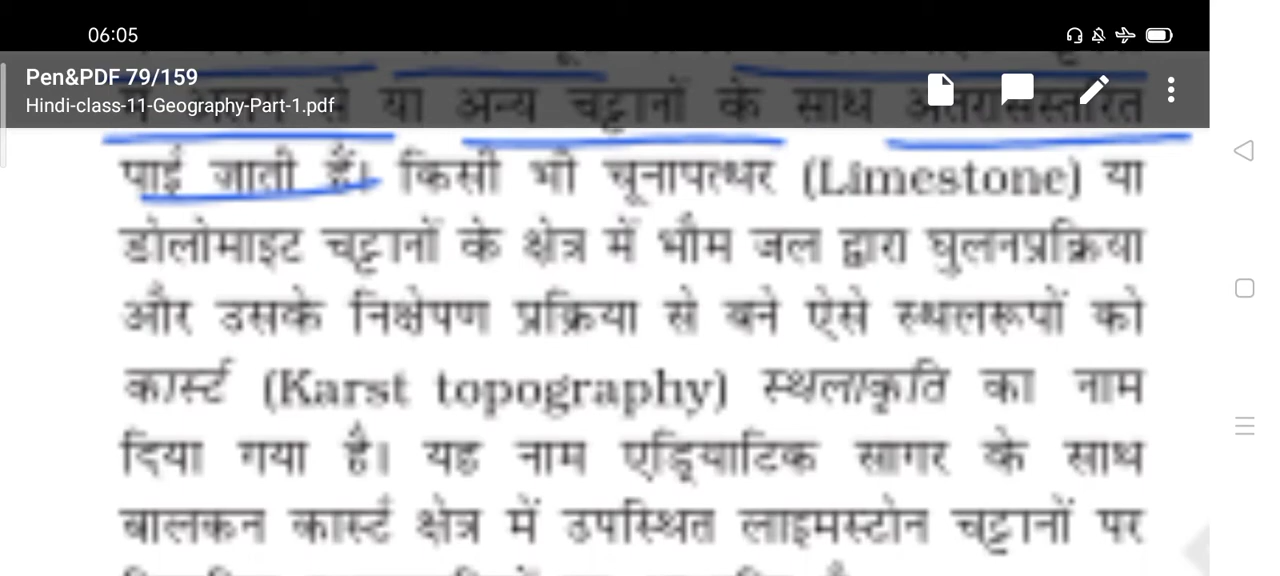 06:05
Pen&PDF 79/159
Hindi-class-11-Geography-Part-1.pdf
से या अन्य चट्टानों के साथ अंतरासंस्तरित
पाई जाती हैं। किसी भी चूनापत्थर (Limestone) या
डोलोमाइट चट्टानों के क्षेत्र में भौम जल द्वारा घुलनप्रक्रिया
और उसके निक्षेपण प्रक्रिया से बने ऐसे स्थलरूपों को
कार्स्ट (Karst topography) स्थलाकृति का नाम
दिया गया है। यह नाम एड्रियाटिक सागर के साथ
बालकन कार्स्ट क्षेत्र में उपस्थित लाइमस्टोन चट्टानों पर